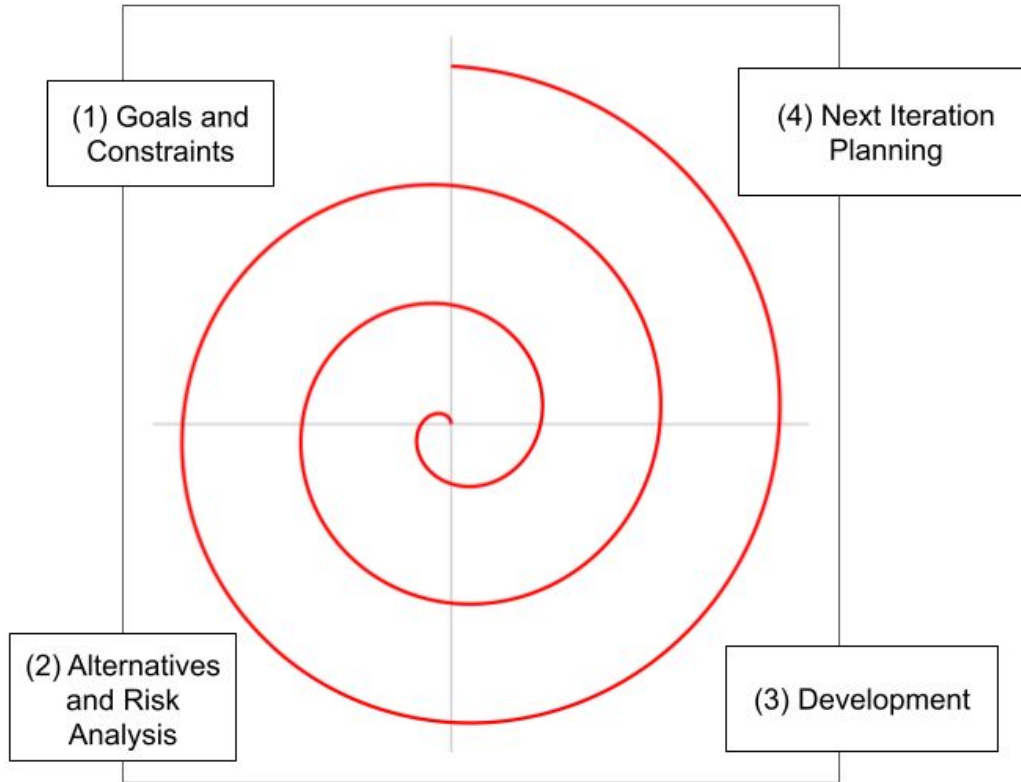 (1) Goals and
Constraints
(4) Next Iteration
Planning
(2) Alternatives
and Risk
Analysis
(3) Development